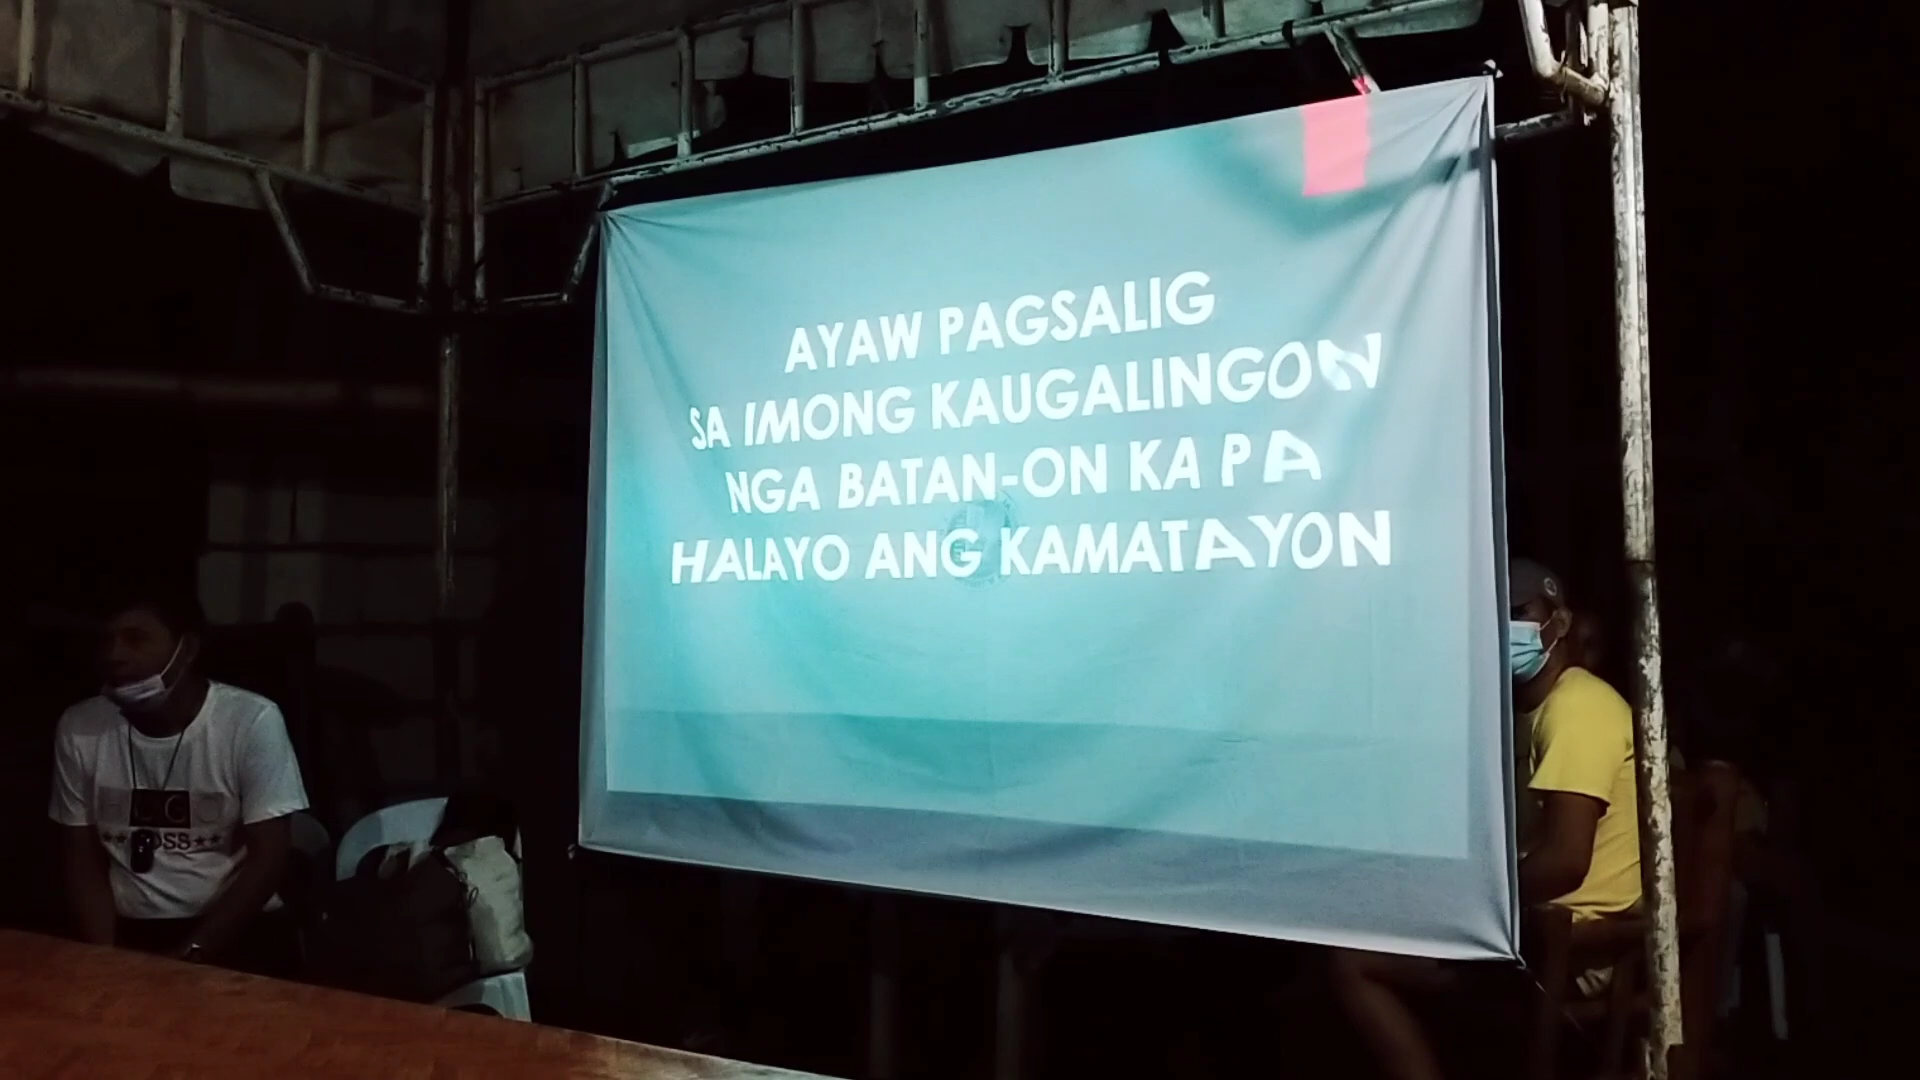 AYAW PAGSALIG
SA IMONG KAUGALINGON
NGA BATAN-ON KA PA
HALAYO ANG KAMATAYON